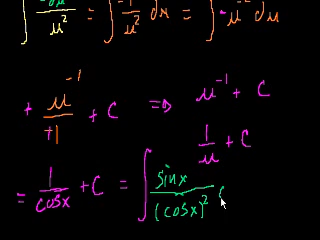 ∫ -du/u² = ∫ -1/u² du = ∫ -u⁻² du
+ u⁻¹/+1 + C ⇒ u⁻¹ + C
1/u + C
= 1/cosx + C = ∫ sinx/(cosx)²